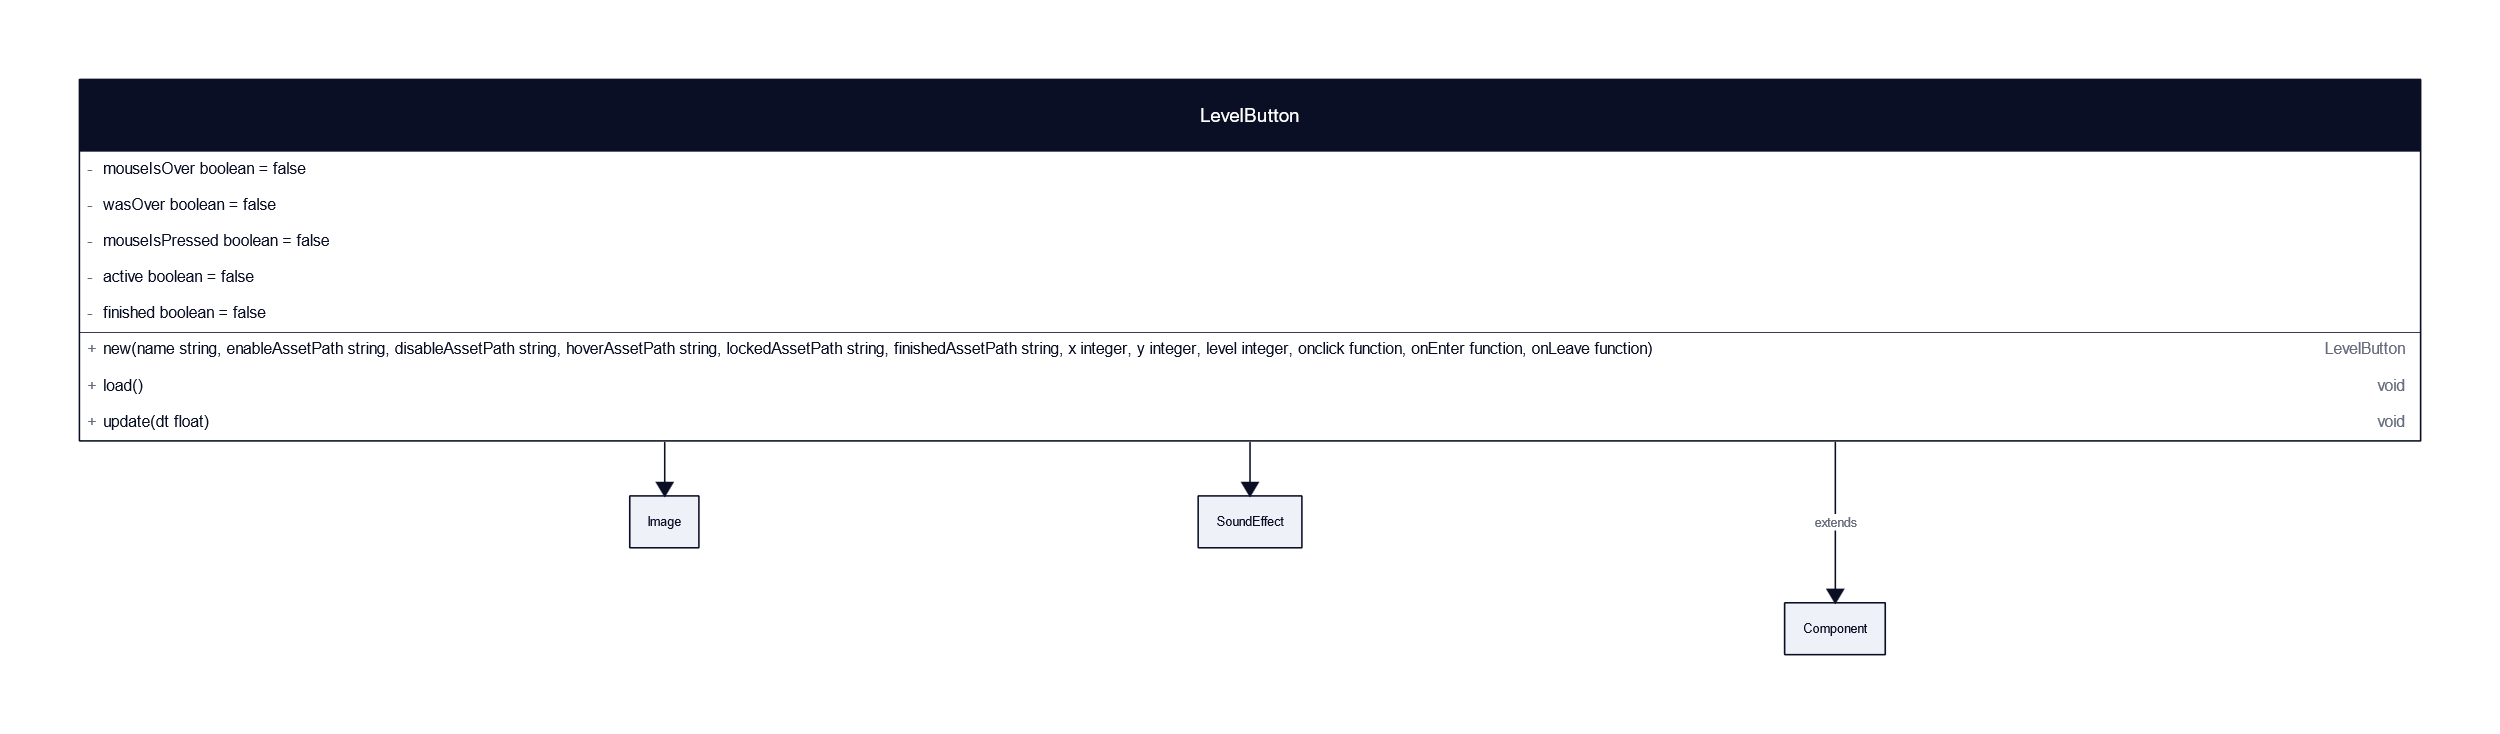 LevelButton
- mouseIsOver boolean = false
- wasOver boolean = false
- mouseIsPressed boolean = false
- active boolean = false
- finished boolean = false
+ new(name string, enableAssetPath string, disableAssetPath string, hoverAssetPath string, lockedAssetPath string, finishedAssetPath string, x integer, y integer, level integer, onclick function, onEnter function, onLeave function) LevelButton
+ load() void
+ update(dt float) void
Image
SoundEffect
extends
Component